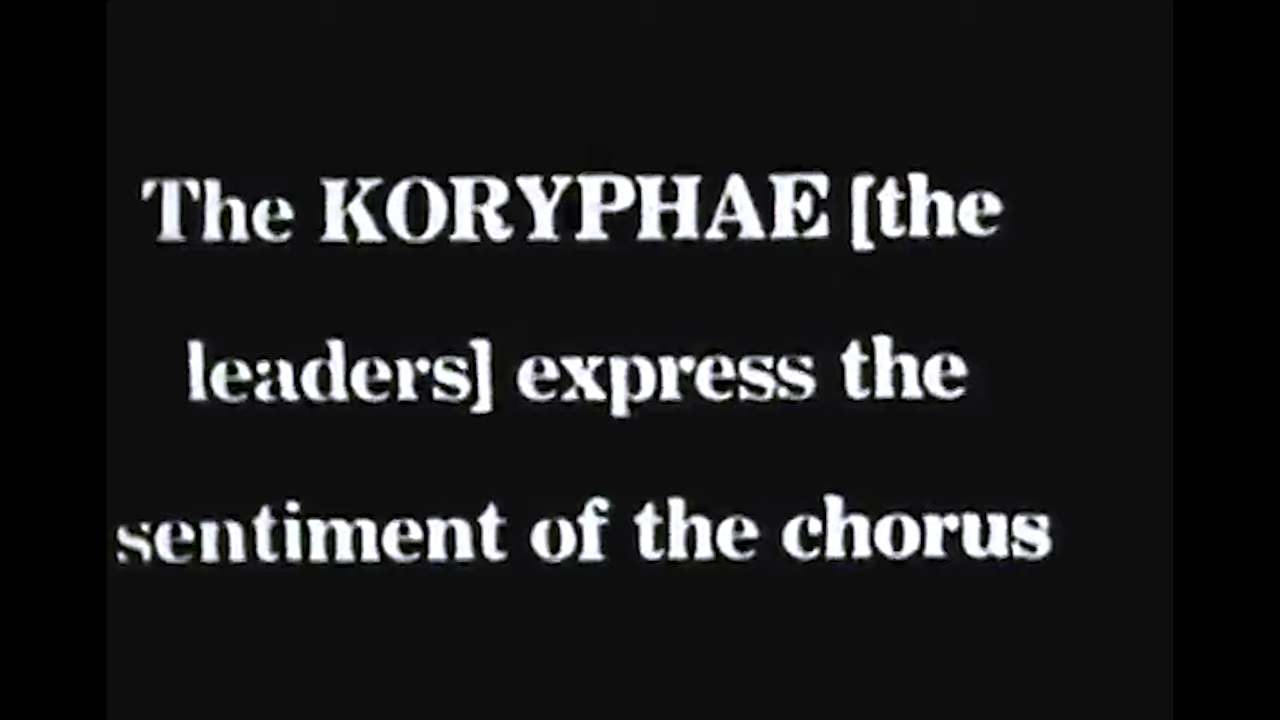 The KORYPHAE [the
leaders] express the
sentiment of the chorus